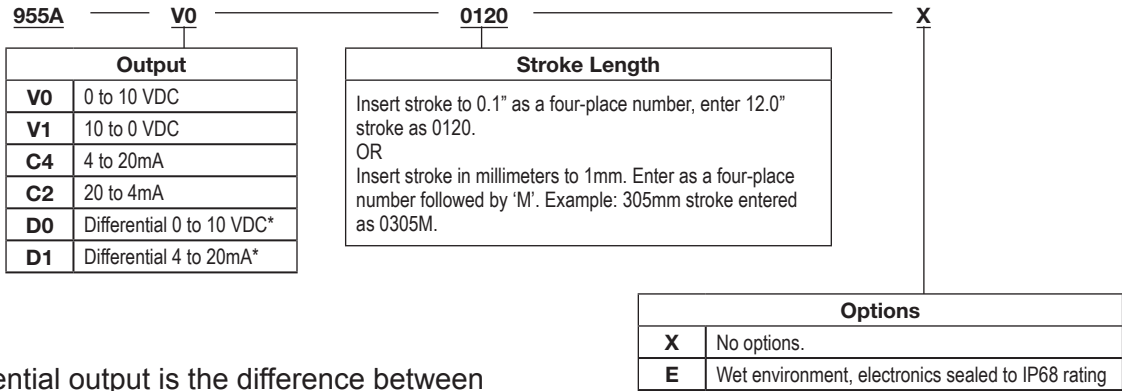 955A V0 0120 X
Output
V0 0 to 10 VDC
V1 10 to 0 VDC
C4 4 to 20mA
C2 20 to 4mA
D0 Differential 0 to 10 VDC*
D1 Differential 4 to 20mA*
Stroke Length
Insert stroke to 0.1” as a four-place number, enter 12.0”
stroke as 0120.
OR
Insert stroke in millimeters to 1mm. Enter as a four-place
number followed by ‘M’. Example: 305mm stroke entered
as 0305M.
Options
X No options.
E Wet environment, electronics sealed to IP68 rating
ential output is the difference between